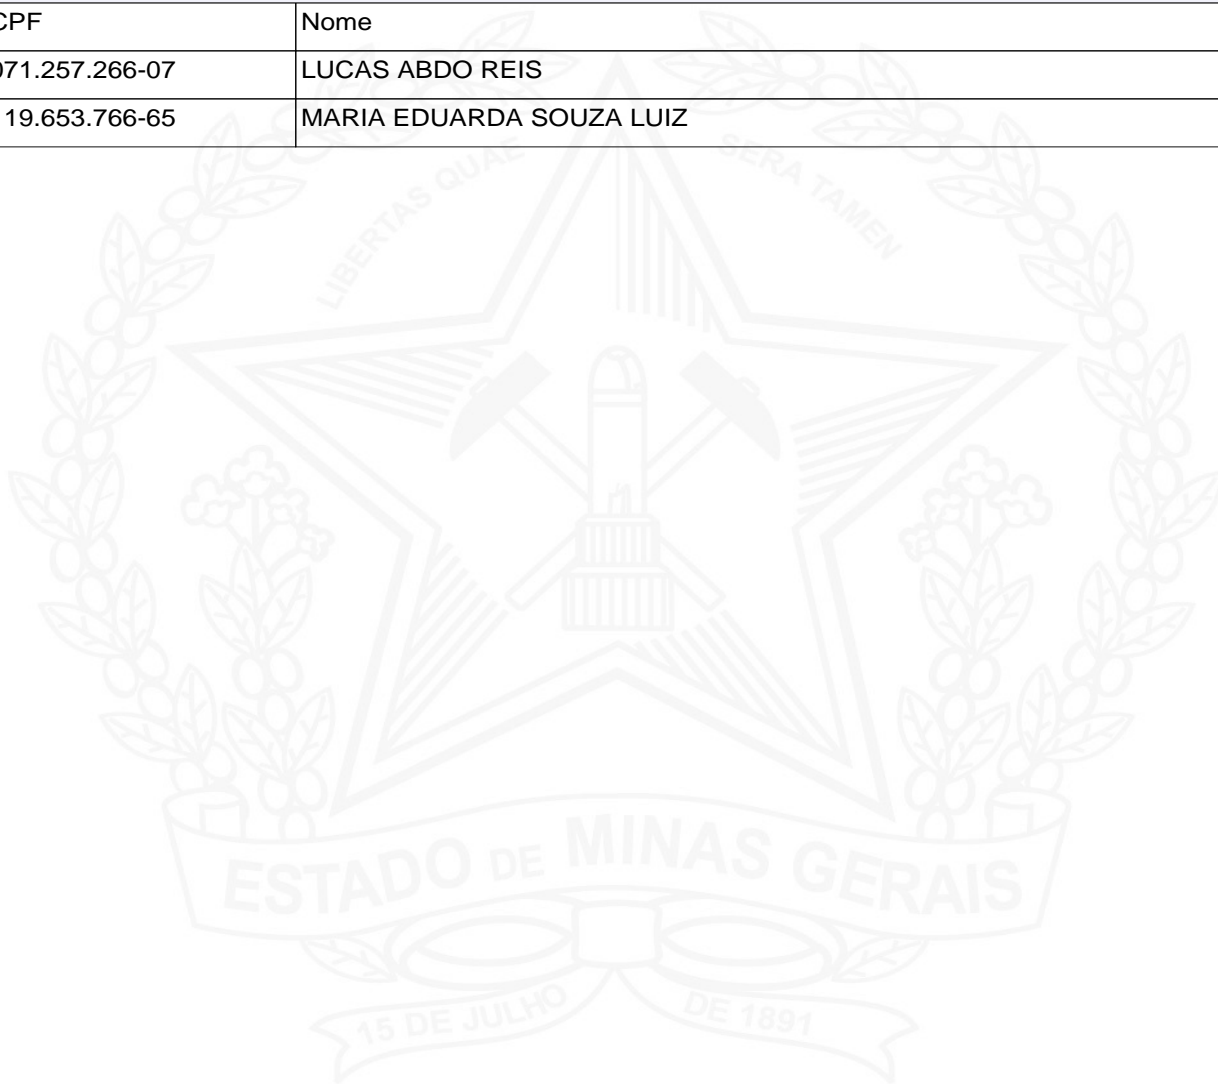 CPF Nome
071.257.266-07 LUCAS ABDO REIS
19.653.766-65 MARIA EDUARDA SOUZA LUIZ
LIBERTAS QUAE SERA TAMEN
ESTADO DE MINAS GERAIS
15 DE JULHO DE 1891